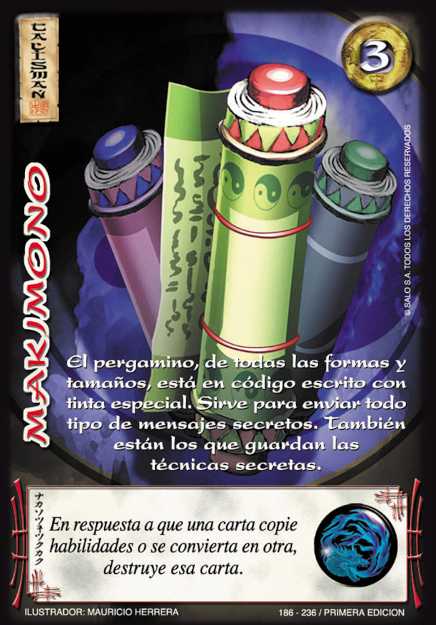 TALISMAN
3
MAKIMONO
© SALO S.A. TODOS LOS DERECHOS RESERVADOS
El pergamino, de todas las formas y
tamaños, está en código escrito con
tinta especial. Sirve para enviar todo
tipo de mensajes secretos. También
están los que guardan las
técnicas secretas.
En respuesta a que una carta copie
habilidades o se convierta en otra,
destruye esa carta.
ILUSTRADOR: MAURICIO HERRERA
186 - 236 / PRIMERA EDICION